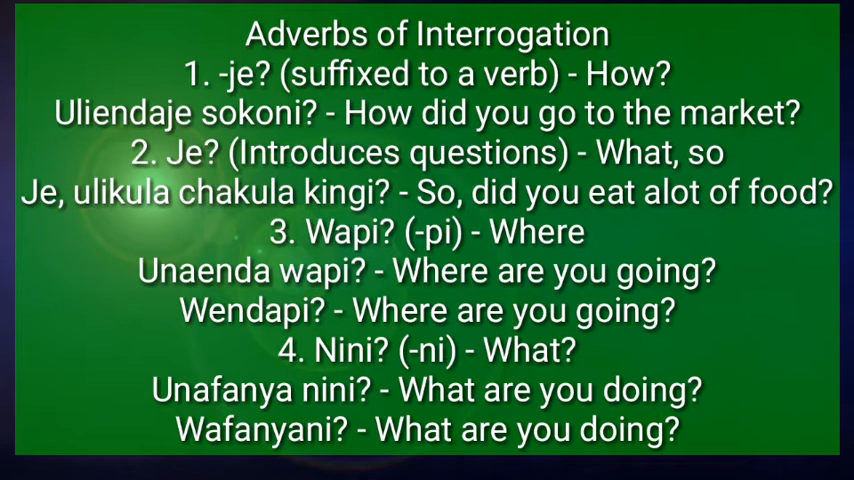 Adverbs of Interrogation
1. -je? (suffixed to a verb) - How?
Uliendaje sokoni? - How did you go to the market?
2. Je? (Introduces questions) - What, so
Je, ulikula chakula kingi? - So, did you eat alot of food?
3. Wapi? (-pi) - Where
Unaenda wapi? - Where are you going?
Wendapi? - Where are you going?
4. Nini? (-ni) - What?
Unafanya nini? - What are you doing?
Wafanyani? - What are you doing?